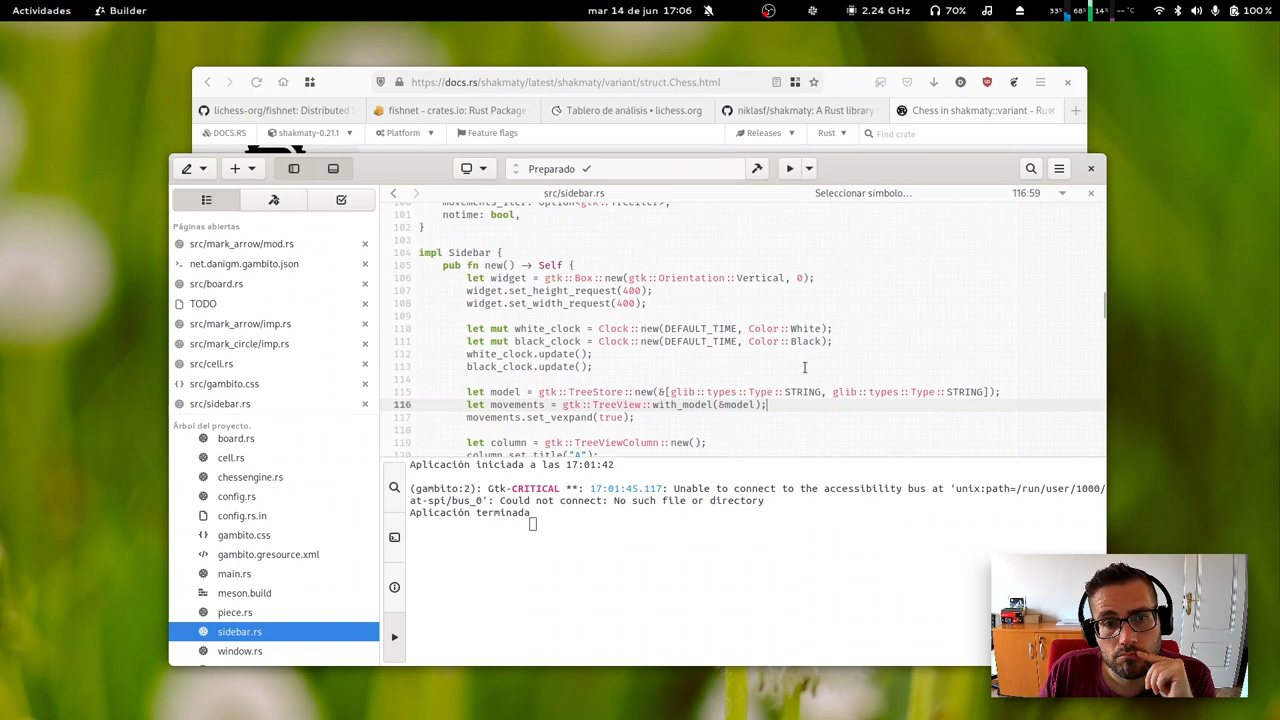 Actividades
Builder
mar 14 de jun 17:06
2.24 GHz
70%
33%
68%
14%
-- °C
100 %
https://docs.rs/shakmaty/latest/shakmaty/variant/struct.Chess.html
lichess-org/fishnet: Distributed S
fishnet - crates.io: Rust Package
Tablero de análisis • lichess.org
niklasf/shakmaty: A Rust library f
Chess in shakmaty::variant - Rus
DOCS.RS
shakmaty-0.21.1
Platform
Feature flags
Releases
Rust
Find crate
Preparado ✓
src/sidebar.rs
Seleccionar símbolo…
116:59
Páginas abiertas
src/mark_arrow/mod.rs
net.danigm.gambito.json
src/board.rs
TODO
src/mark_arrow/imp.rs
src/mark_circle/imp.rs
src/cell.rs
src/gambito.css
src/sidebar.rs
Árbol del proyecto.
board.rs
cell.rs
chessengine.rs
config.rs
config.rs.in
gambito.css
gambito.gresource.xml
main.rs
meson.build
piece.rs
sidebar.rs
window.rs
100 movements_iter: Option<gtk::TreeIter>,
101 notime: bool,
102 }
103
104 impl Sidebar {
105 pub fn new() -> Self {
106 let widget = gtk::Box::new(gtk::Orientation::Vertical, 0);
107 widget.set_height_request(400);
108 widget.set_width_request(400);
109
110 let mut white_clock = Clock::new(DEFAULT_TIME, Color::White);
111 let mut black_clock = Clock::new(DEFAULT_TIME, Color::Black);
112 white_clock.update();
113 black_clock.update();
114
115 let model = gtk::TreeStore::new(&[glib::types::Type::STRING, glib::types::Type::STRING]);
116 let movements = gtk::TreeView::with_model(&model);
117 movements.set_vexpand(true);
118
119 let column = gtk::TreeViewColumn::new();
120 column.set_title("A");
Aplicación iniciada a las 17:01:42
(gambito:2): Gtk-CRITICAL **: 17:01:45.117: Unable to connect to the accessibility bus at 'unix:path=/run/user/1000/
at-spi/bus_0': Could not connect: No such file or directory
Aplicación terminada